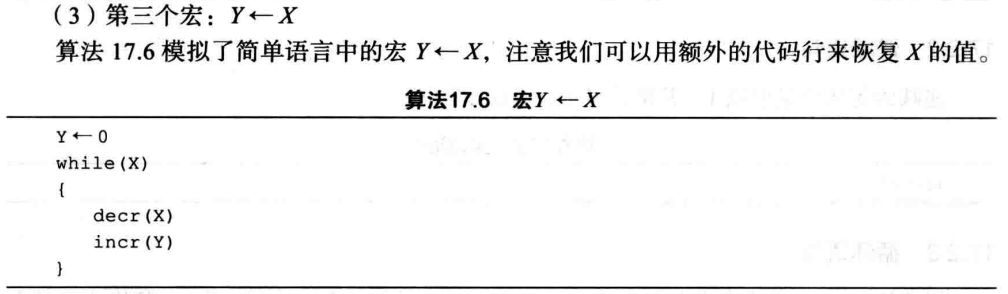 （3）第三个宏：Y←X
算法 17.6 模拟了简单语言中的宏 Y←X，注意我们可以用额外的代码行来恢复 X 的值。
算法17.6 宏Y ← X
Y ← 0
while(X)
{
decr(X)
incr(Y)
}